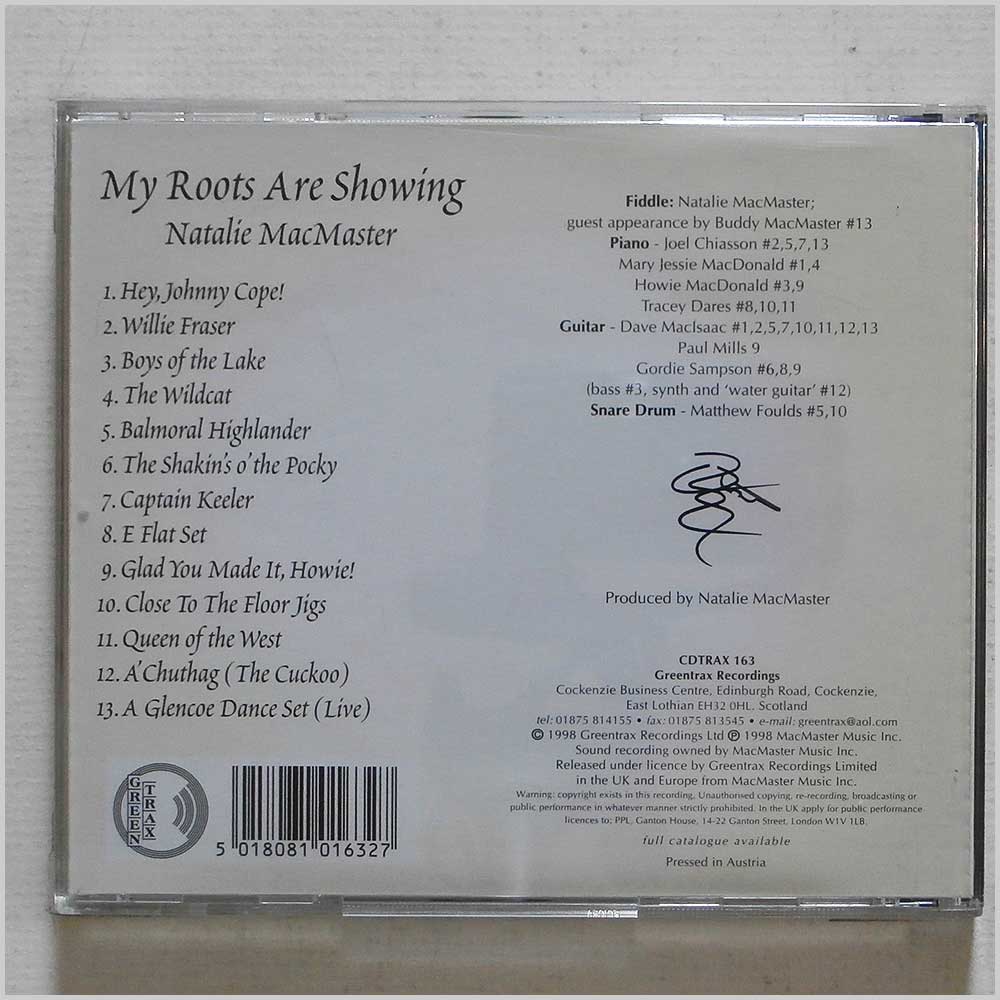 My Roots Are Showing
Natalie MacMaster
1. Hey, Johnny Cope!
2. Willie Fraser
3. Boys of the Lake
4. The Wildcat
5. Balmoral Highlander
6. The Shakin's o' the Pocky
7. Captain Keeler
8. E Flat Set
9. Glad You Made It, Howie!
10. Close To The Floor Jigs
11. Queen of the West
12. A'Chuthag (The Cuckoo)
13. A Glencoe Dance Set (Live)
GREEN
TRAX
5 018081 016327
Fiddle: Natalie MacMaster;
guest appearance by Buddy MacMaster #13
Piano - Joel Chiasson #2,5,7,13
Mary Jessie MacDonald #1,4
Howie MacDonald #3,9
Tracey Dares #8,10,11
Guitar - Dave MacIsaac #1,2,5,7,10,11,12,13
Paul Mills 9
Gordie Sampson #6,8,9
(bass #3, synth and 'water guitar' #12)
Snare Drum - Matthew Foulds #5,10
Produced by Natalie MacMaster
CDTRAX 163
Greentrax Recordings
Cockenzie Business Centre, Edinburgh Road, Cockenzie,
East Lothian EH32 0HL. Scotland
tel: 01875 814155 • fax: 01875 813545 • e-mail: greentrax@aol.com
© 1998 Greentrax Recordings Ltd ℗ 1998 MacMaster Music Inc.
Sound recording owned by MacMaster Music Inc.
Released under licence by Greentrax Recordings Limited
in the UK and Europe from MacMaster Music Inc.
Warning: copyright exists in this recording, Unauthorised copying, re-recording, broadcasting or
public performance in whatever manner strictly prohibited. In the UK apply for public performance
licences to; PPL, Ganton House, 14-22 Ganton Street, London W1V 1LB.
full catalogue available
Pressed in Austria